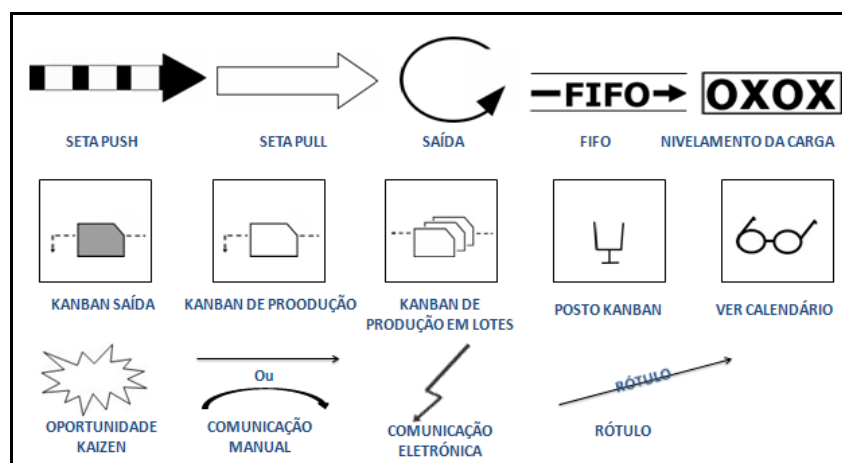 FIFO
OXOX
SETA PUSH
SETA PULL
SAÍDA
FIFO
NIVELAMENTO DA CARGA
KANBAN SAÍDA
KANBAN DE PROODUÇÃO
KANBAN DE
PRODUÇÃO EM LOTES
POSTO KANBAN
VER CALENDÁRIO
Ou
RÓTULO
OPORTUNIDADE
KAIZEN
COMUNICAÇÃO
MANUAL
COMUNICAÇÃO
ELETRÓNICA
RÓTULO